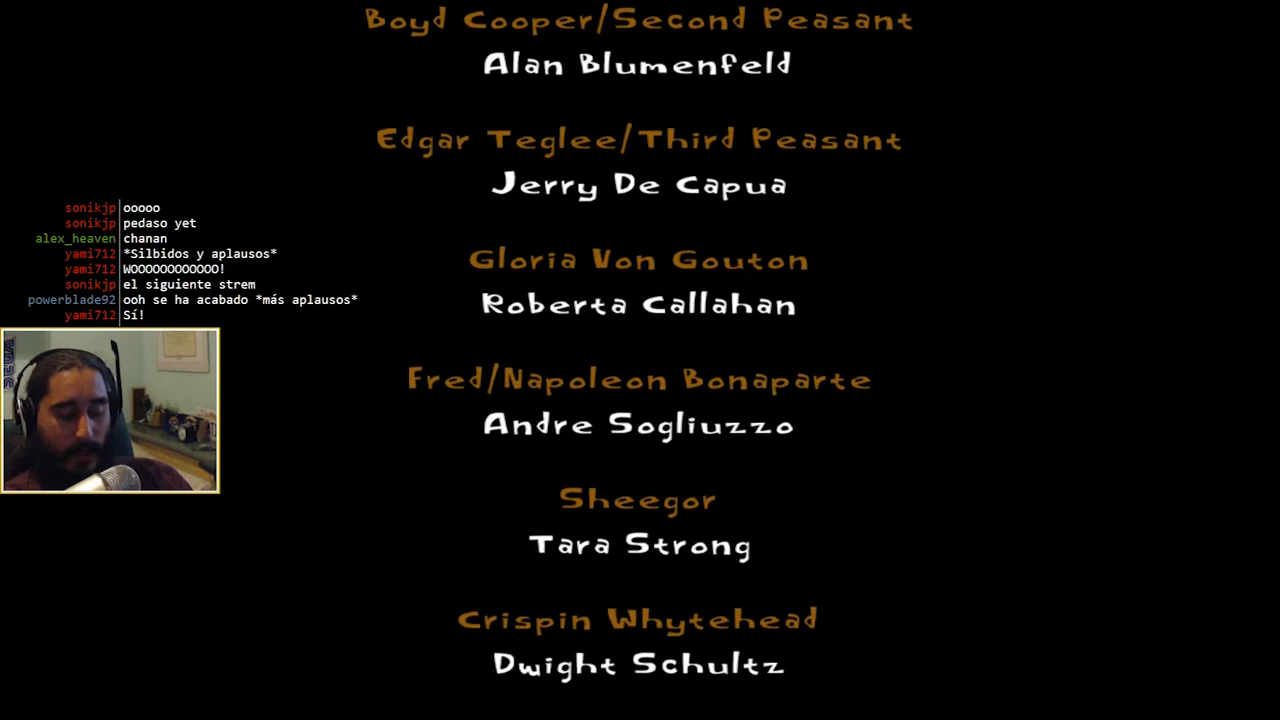 Boyd Cooper/Second Peasant
Alan Blumenfeld
Edgar Teglee/Third Peasant
Jerry De Capua
Gloria Von Gouton
Roberta Callahan
Fred/Napoleon Bonaparte
Andre Sogliuzzo
Sheegor
Tara Strong
Crispin Whytehead
Dwight Schultz
sonikjp ooooo
sonikjp pedaso yet
alex_heaven chanan
yami712 *Silbidos y aplausos*
yami712 WOOOOOOOOOOO!
sonikjp el siguiente strem
powerblade92 ooh se ha acabado *más aplausos*
yami712 Sí!
SEGA